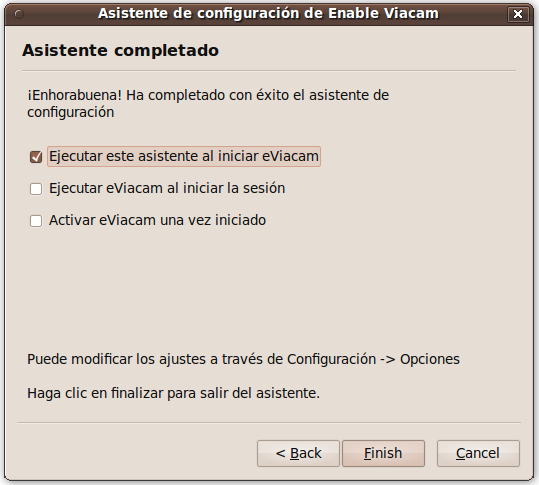 Asistente de configuración de Enable Viacam
Asistente completado
¡Enhorabuena! Ha completado con éxito el asistente de
configuración
Ejecutar este asistente al iniciar eViacam
Ejecutar eViacam al iniciar la sesión
Activar eViacam una vez iniciado
Puede modificar los ajustes a través de Configuración -> Opciones
Haga clic en finalizar para salir del asistente.
< Back
Finish
Cancel